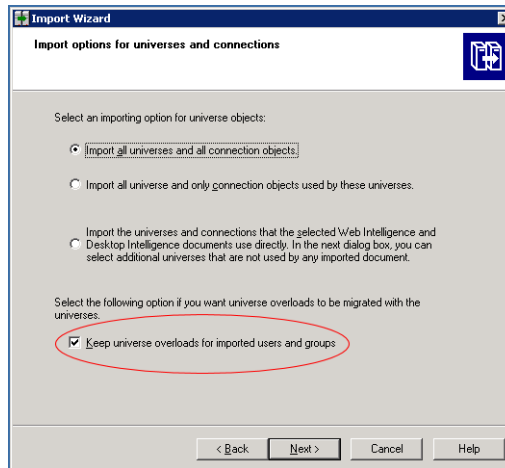 Import Wizard
Import options for universes and connections
Select an importing option for universe objects:
Import all universes and all connection objects.
Import all universe and only connection objects used by these universes.
Import the universes and connections that the selected Web Intelligence and
Desktop Intelligence documents use directly. In the next dialog box, you can
select additional universes that are not used by any imported document.
Select the following option if you want universe overloads to be migrated with the
universes.
Keep universe overloads for imported users and groups
< Back Next > Cancel Help